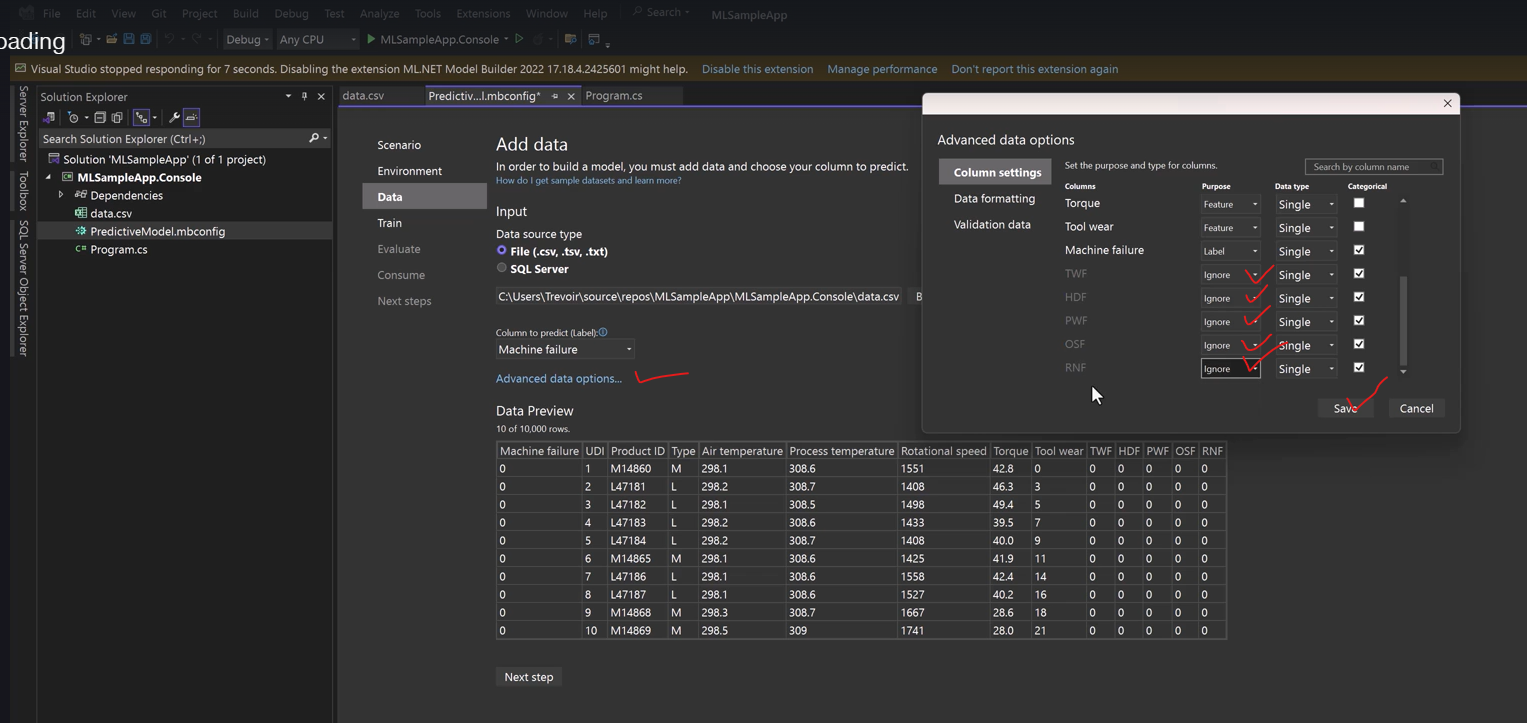 File Edit View Git Project Build Debug Test Analyze Tools Extensions Window Help Search MLSampleApp
oading
Debug Any CPU MLSampleApp.Console
Visual Studio stopped responding for 7 seconds. Disabling the extension ML.NET Model Builder 2022 17.18.4.2425601 might help. Disable this extension Manage performance Don't report this extension again
Server Explorer
Toolbox
SQL Server Object Explorer
Solution Explorer
Search Solution Explorer (Ctrl+;)
Solution 'MLSampleApp' (1 of 1 project)
MLSampleApp.Console
Dependencies
data.csv
PredictiveModel.mbconfig
C# Program.cs
data.csv Predictiv...l.mbconfig* Program.cs
Scenario
Environment
Data
Train
Evaluate
Consume
Next steps
Add data
In order to build a model, you must add data and choose your column to predict.
How do I get sample datasets and learn more?
Input
Data source type
File (.csv, .tsv, .txt)
SQL Server
C:\Users\Trevoir\source\repos\MLSampleApp\MLSampleApp.Console\data.csv B
Column to predict (Label):
Machine failure
Advanced data options...
Data Preview
10 of 10,000 rows.
Machine failure UDI Product ID Type Air temperature Process temperature Rotational speed Torque Tool wear TWF HDF PWF OSF RNF
0 1 M14860 M 298.1 308.6 1551 42.8 0 0 0 0 0 0
0 2 L47181 L 298.2 308.7 1408 46.3 3 0 0 0 0 0
0 3 L47182 L 298.1 308.5 1498 49.4 5 0 0 0 0 0
0 4 L47183 L 298.2 308.6 1433 39.5 7 0 0 0 0 0
0 5 L47184 L 298.2 308.7 1408 40.0 9 0 0 0 0 0
0 6 M14865 M 298.1 308.6 1425 41.9 11 0 0 0 0 0
0 7 L47186 L 298.1 308.6 1558 42.4 14 0 0 0 0 0
0 8 L47187 L 298.1 308.6 1527 40.2 16 0 0 0 0 0
0 9 M14868 M 298.3 308.7 1667 28.6 18 0 0 0 0 0
0 10 M14869 M 298.5 309 1741 28.0 21 0 0 0 0 0
Next step
Advanced data options
Column settings
Data formatting
Validation data
Set the purpose and type for columns. Search by column name
Columns Purpose Data type Categorical
Torque Feature Single
Tool wear Feature Single
Machine failure Label Single
TWF Ignore Single
HDF Ignore Single
PWF Ignore Single
OSF Ignore Single
RNF Ignore Single
Save Cancel